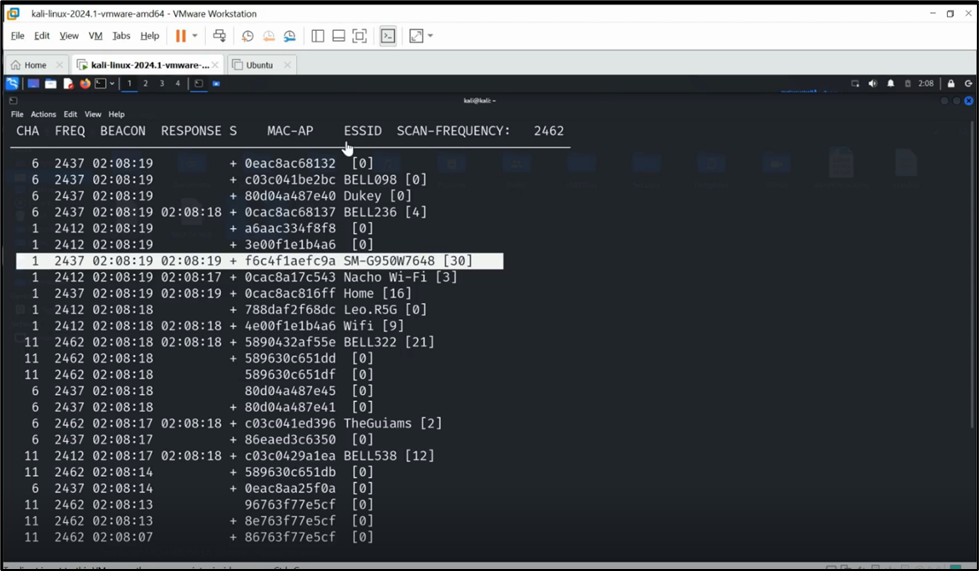 kali-linux-2024.1-vmware-amd64 - VMware Workstation
File Edit View VM Tabs Help
Home kali-linux-2024.1-vmware-... Ubuntu
1 2 3 4 2:08
kali@kali: ~
File Actions Edit View Help
CHA FREQ BEACON RESPONSE S MAC-AP ESSID SCAN-FREQUENCY: 2462
6 2437 02:08:19 + 0eac8ac68132 [0]
6 2437 02:08:19 + c03c041be2bc BELL098 [0]
6 2437 02:08:19 + 80d04a487e40 Dukey [0]
6 2437 02:08:19 02:08:18 + 0cac8ac68137 BELL236 [4]
1 2412 02:08:19 + a6aac334f8f8 [0]
1 2412 02:08:19 + 3e00f1e1b4a6 [0]
1 2437 02:08:19 02:08:19 + f6c4f1aefc9a SM-G950W7648 [30]
1 2412 02:08:19 02:08:17 + 0cac8a17c543 Nacho Wi-Fi [3]
1 2437 02:08:19 02:08:19 + 0cac8ac816ff Home [16]
1 2412 02:08:18 + 788daf2f68dc Leo.R5G [0]
1 2412 02:08:18 02:08:18 + 4e00f1e1b4a6 Wifi [9]
11 2462 02:08:18 02:08:18 + 5890432af55e BELL322 [21]
11 2462 02:08:18 + 589630c651dd [0]
11 2462 02:08:18 589630c651df [0]
6 2437 02:08:18 80d04a487e45 [0]
6 2437 02:08:18 + 80d04a487e41 [0]
6 2462 02:08:17 02:08:18 + c03c041ed396 TheGuiams [2]
6 2437 02:08:17 + 86eaed3c6350 [0]
11 2412 02:08:17 02:08:18 + c03c0429a1ea BELL538 [12]
11 2462 02:08:14 + 589630c651db [0]
6 2437 02:08:14 + 0eac8aa25f0a [0]
11 2462 02:08:13 96763f77e5cf [0]
11 2462 02:08:13 + 8e763f77e5cf [0]
11 2462 02:08:07 + 86763f77e5cf [0]